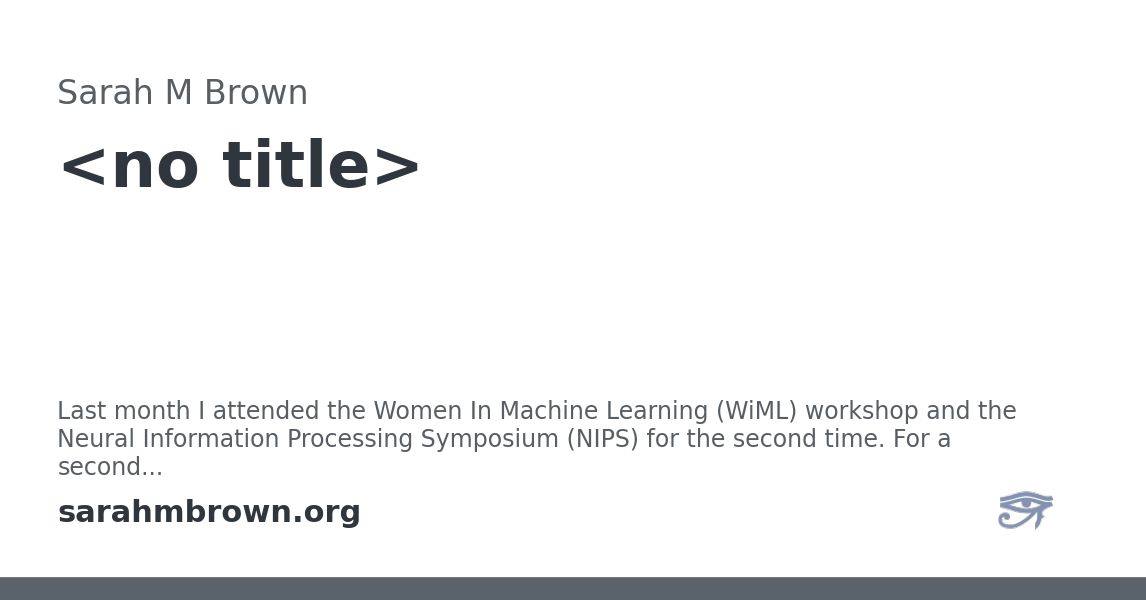 Sarah M Brown
<no title>
Last month I attended the Women In Machine Learning (WiML) workshop and the
Neural Information Processing Symposium (NIPS) for the second time. For a
second...
sarahmbrown.org